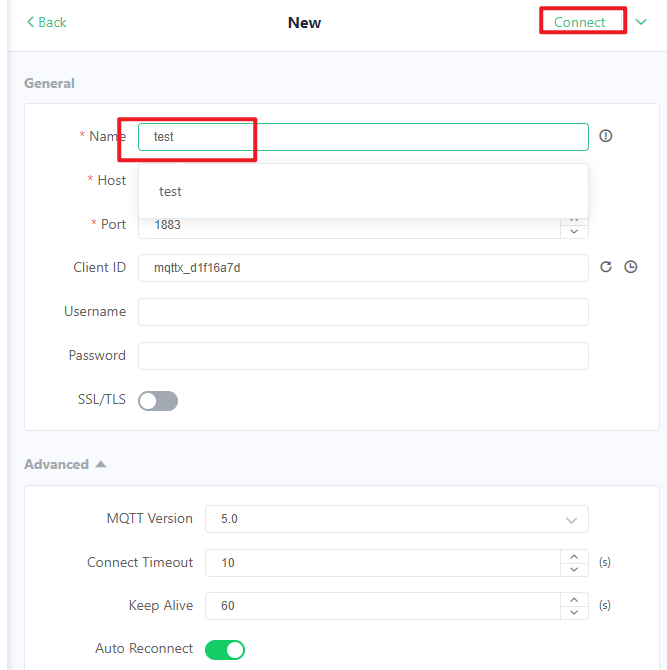 Back New Connect
General
* Name test
* Host
test
* Port 1883
Client ID mqttx_d1f16a7d
Username
Password
SSL/TLS
Advanced
MQTT Version 5.0
Connect Timeout 10 (s)
Keep Alive 60 (s)
Auto Reconnect